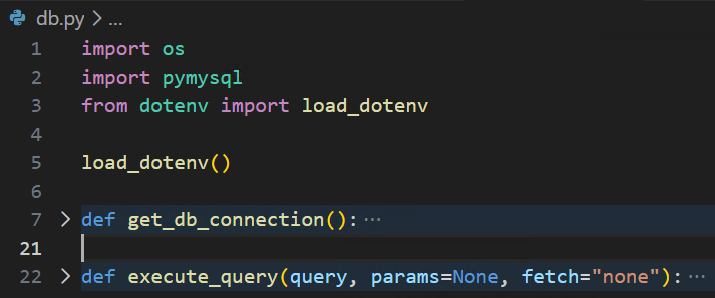 db.py > ...
1 import os
2 import pymysql
3 from dotenv import load_dotenv
4
5 load_dotenv()
6
7 > def get_db_connection():···
21
22 > def execute_query(query, params=None, fetch="none"):···